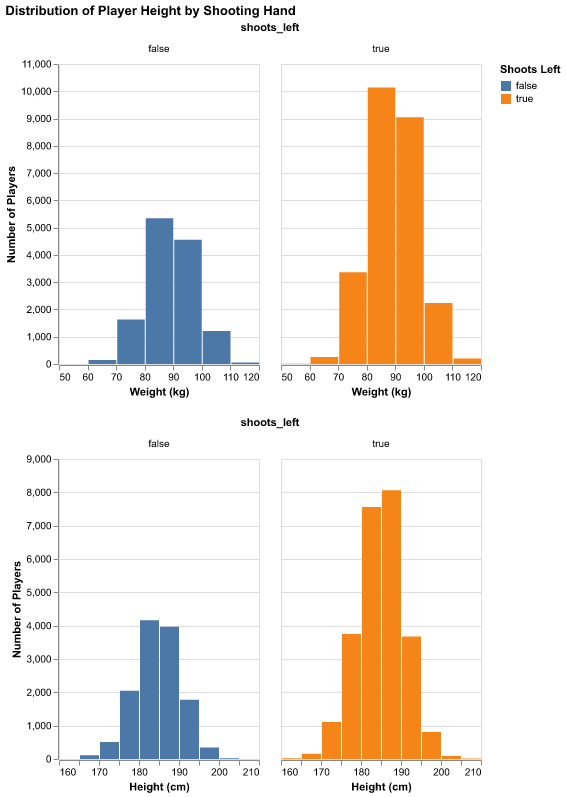 Distribution of Player Height by Shooting Hand
shoots_left
false true
Shoots Left
false
true
11,000
10,000
9,000
8,000
7,000
6,000
5,000
4,000
3,000
2,000
1,000
0
Number of Players
50 60 70 80 90 100 110 120
50 60 70 80 90 100 110 120
Weight (kg) Weight (kg)
shoots_left
false true
9,000
8,000
7,000
6,000
5,000
4,000
3,000
2,000
1,000
0
Number of Players
160 170 180 190 200 210
160 170 180 190 200 210
Height (cm) Height (cm)